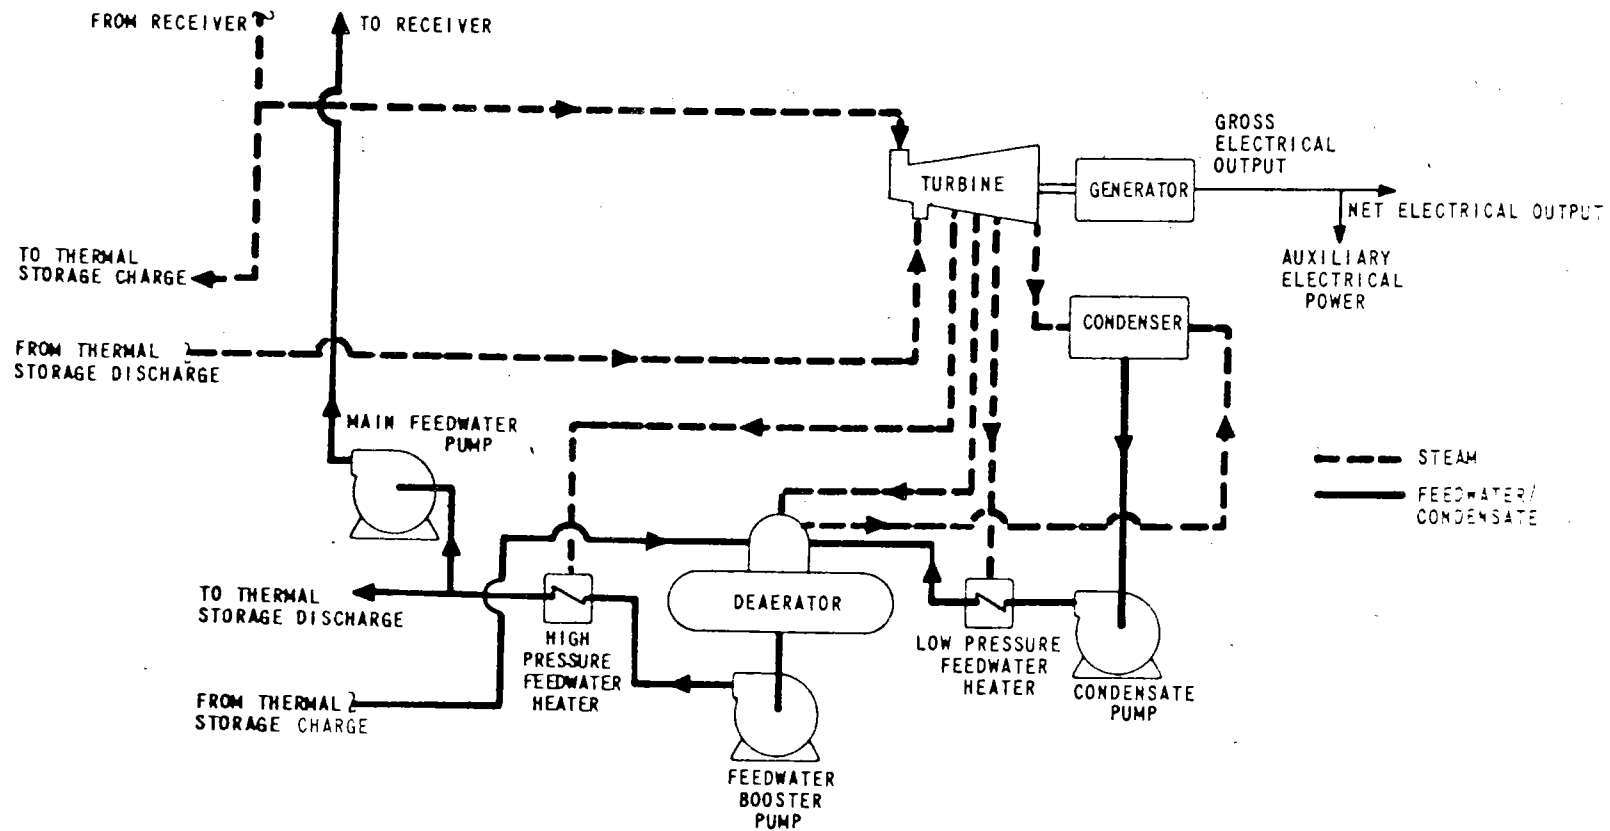 FROM RECEIVER
TO RECEIVER
GROSS
ELECTRICAL
OUTPUT
TURBINE
GENERATOR
NET ELECTRICAL OUTPUT
AUXILIARY
ELECTRICAL
POWER
TO THERMAL
STORAGE CHARGE
CONDENSER
FROM THERMAL
STORAGE DISCHARGE
MAIN FEEDWATER
PUMP
STEAM
FEEDWATER/
CONDENSATE
TO THERMAL
STORAGE DISCHARGE
DEAERATOR
HIGH
PRESSURE
FEEDWATER
HEATER
LOW PRESSURE
FEEDWATER
HEATER
CONDENSATE
PUMP
FROM THERMAL
STORAGE CHARGE
FEEDWATER
BOOSTER
PUMP